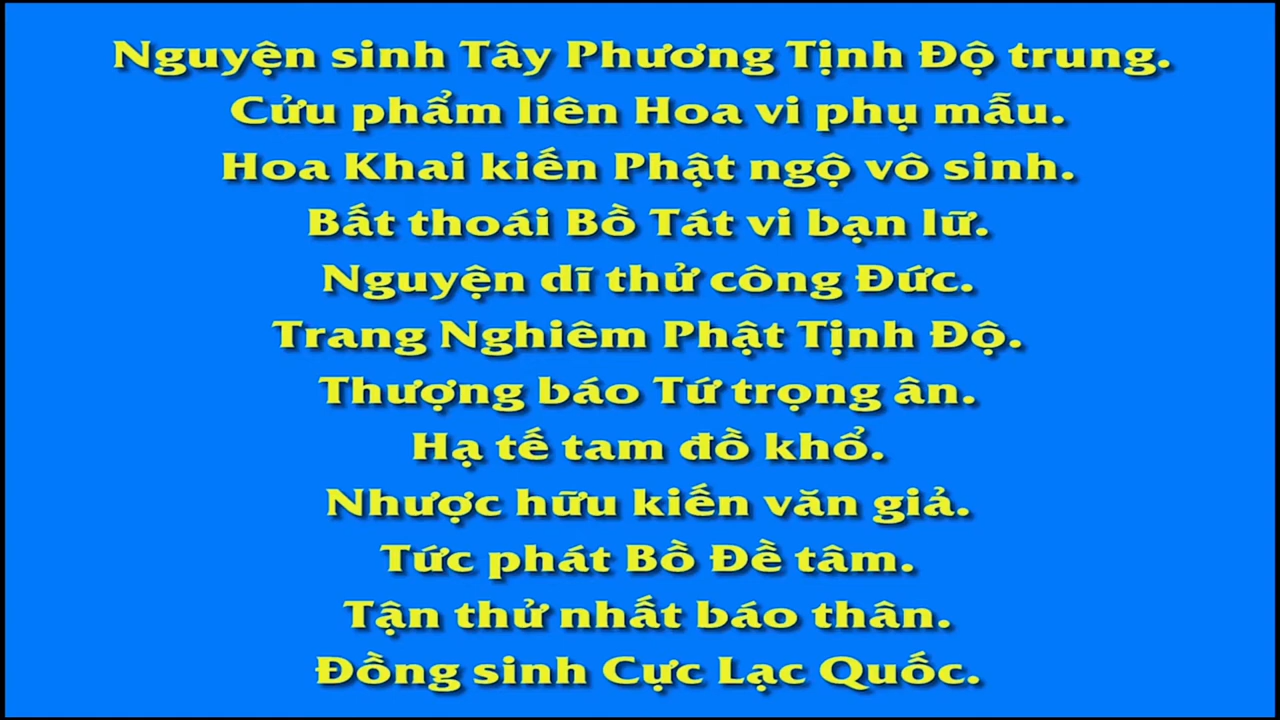 Nguyện sinh Tây Phương Tịnh Độ trung.
Cửu phẩm liên Hoa vi phụ mẫu.
Hoa Khai kiến Phật ngộ vô sinh.
Bất thoái Bồ Tát vi bạn lữ.
Nguyện dĩ thử công Đức.
Trang Nghiêm Phật Tịnh Độ.
Thượng báo Tứ trọng ân.
Hạ tế tam đồ khổ.
Nhược hữu kiến văn giả.
Tức phát Bồ Đề tâm.
Tận thử nhất báo thân.
Đồng sinh Cực Lạc Quốc.